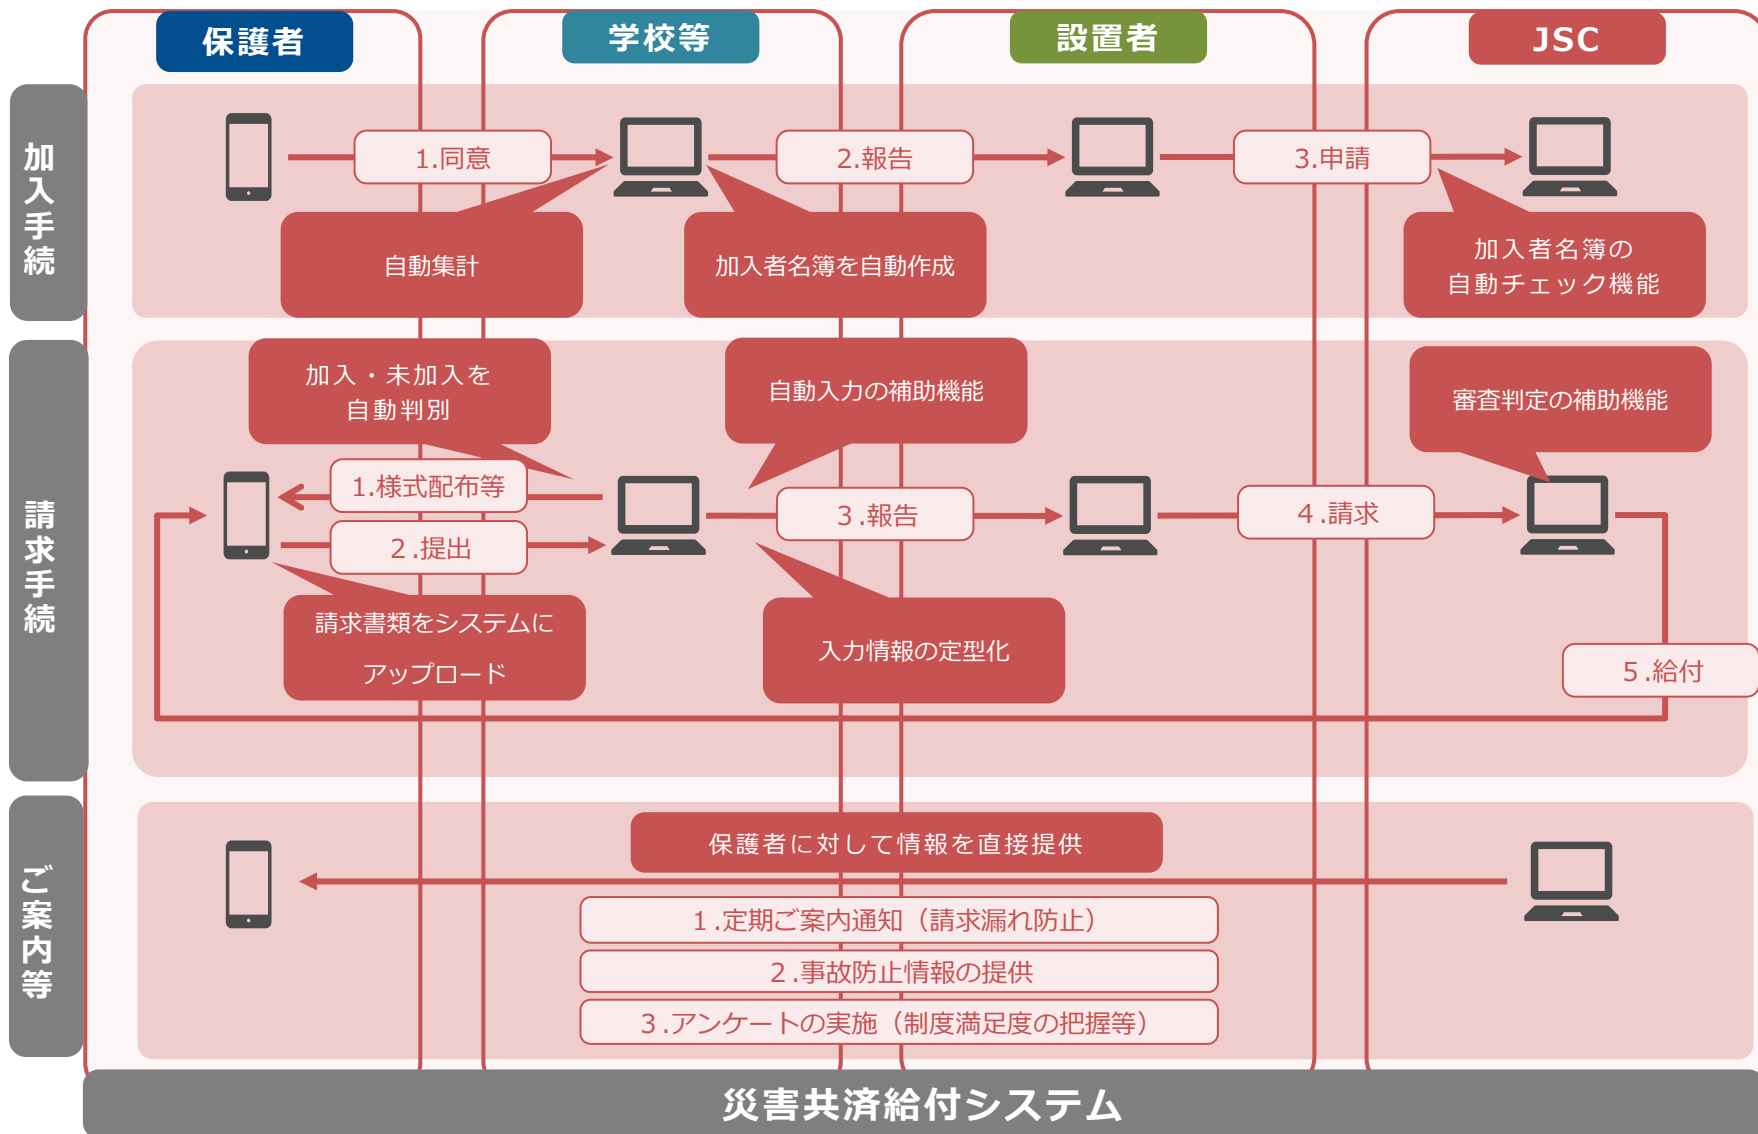 保護者
学校等
設置者
JSC
加入手続
1.同意
2.報告
3.申請
自動集計
加入者名簿を自動作成
加入者名簿の
自動チェック機能
請求手続
加入・未加入を
自動判別
自動入力の補助機能
審査判定の補助機能
1.様式配布等
２.提出
３.報告
４.請求
請求書類をシステムに
アップロード
入力情報の定型化
５.給付
ご案内等
保護者に対して情報を直接提供
１.定期ご案内通知（請求漏れ防止）
２.事故防止情報の提供
３.アンケートの実施（制度満足度の把握等）
災害共済給付システム